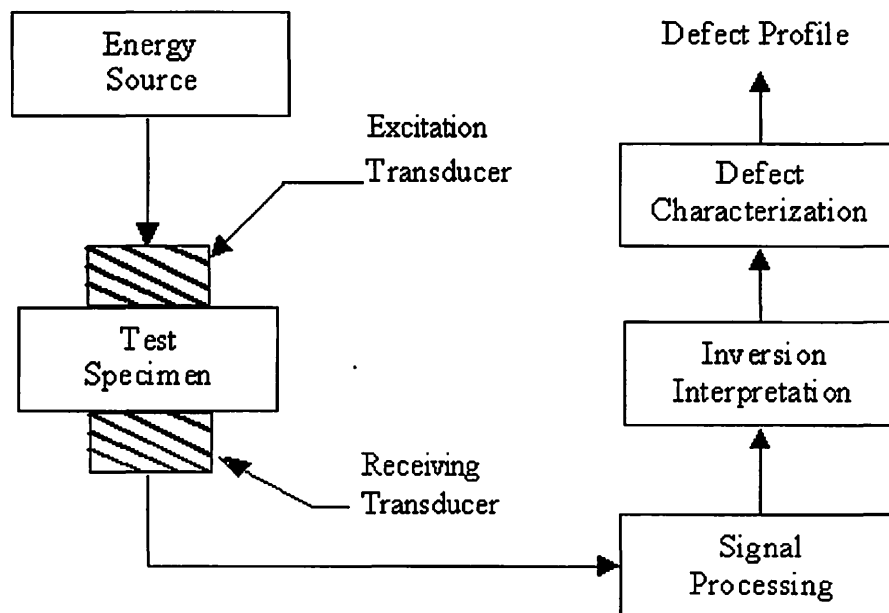 Energy
Source
Excitation
Transducer
Test
Specimen
Receiving
Transducer
Defect Profile
Defect
Characterization
Inversion
Interpretation
Signal
Processing